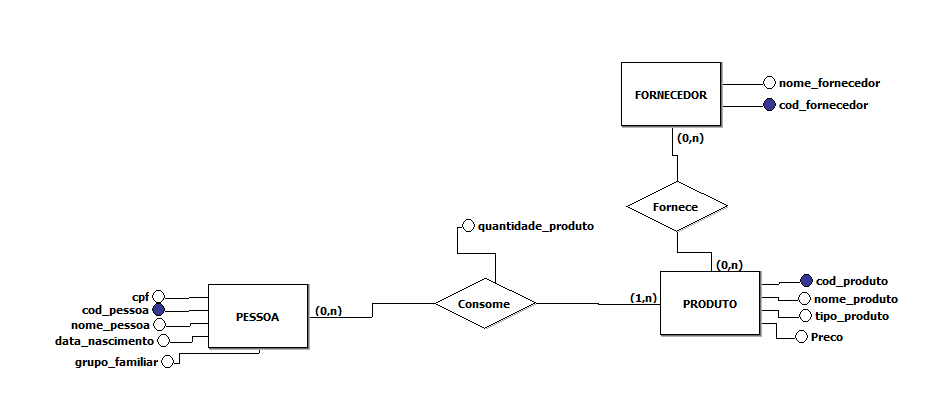 nome_fornecedor
FORNECEDOR
cod_fornecedor
(0,n)
Fornece
quantidade_produto
(0,n)
cod_produto
cpf
(1,n)
nome_produto
Consome
PRODUTO
cod_pessoa
(0,n)
PESSOA
tipo_produto
nome_pessoa
Preco
data_nascimento
grupo_familiar